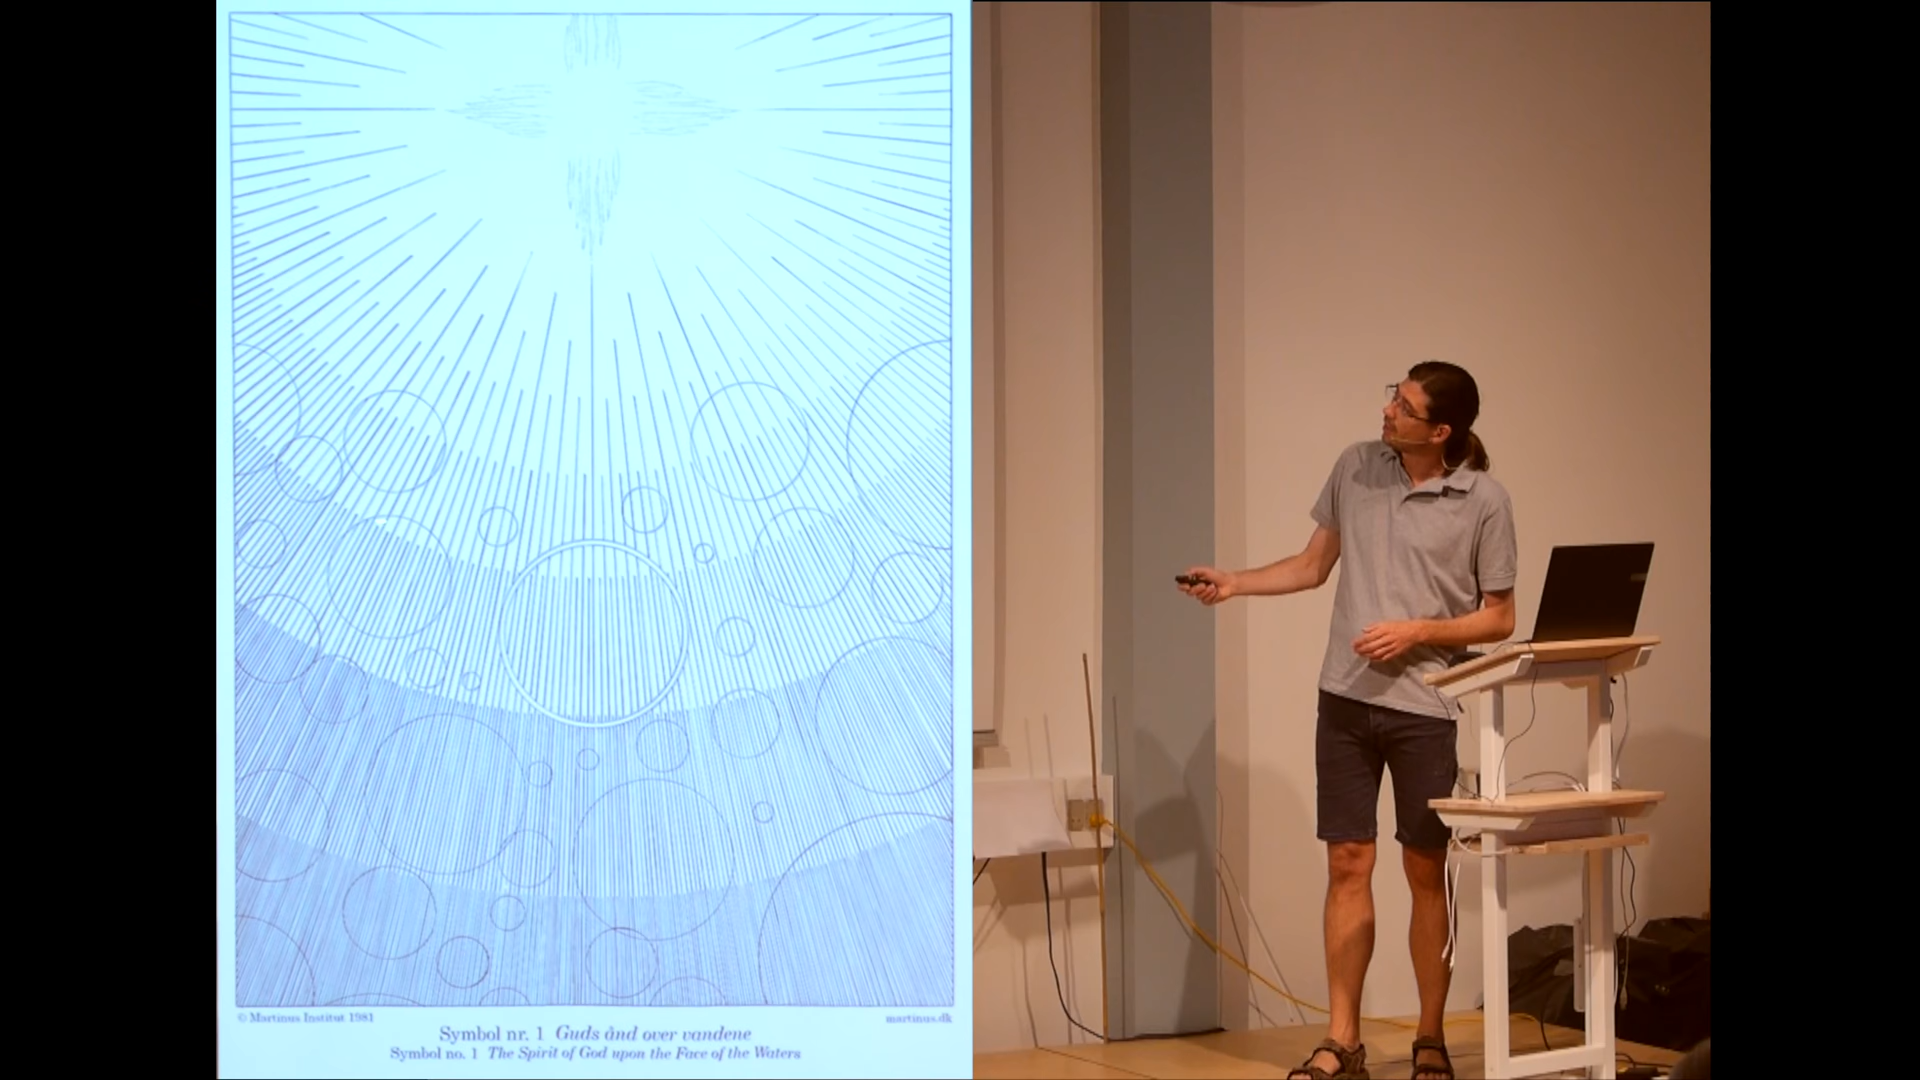 © Martinus Institut 1981
martinus.dk
Symbol nr. 1 Guds ånd over vandene
Symbol no. 1 The Spirit of God upon the Face of the Waters